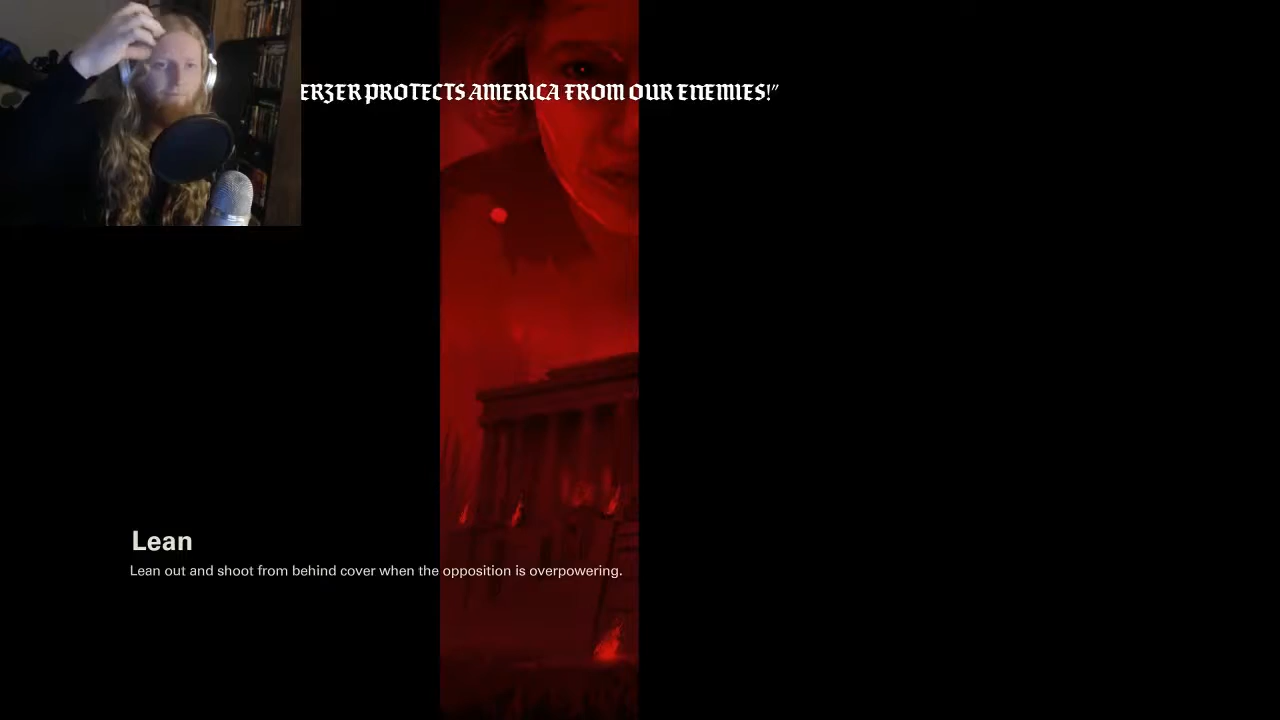 ERZER PROTECTS AMERICA FROM OUR ENEMIES!"
Lean
Lean out and shoot from behind cover when the opposition is overpowering.